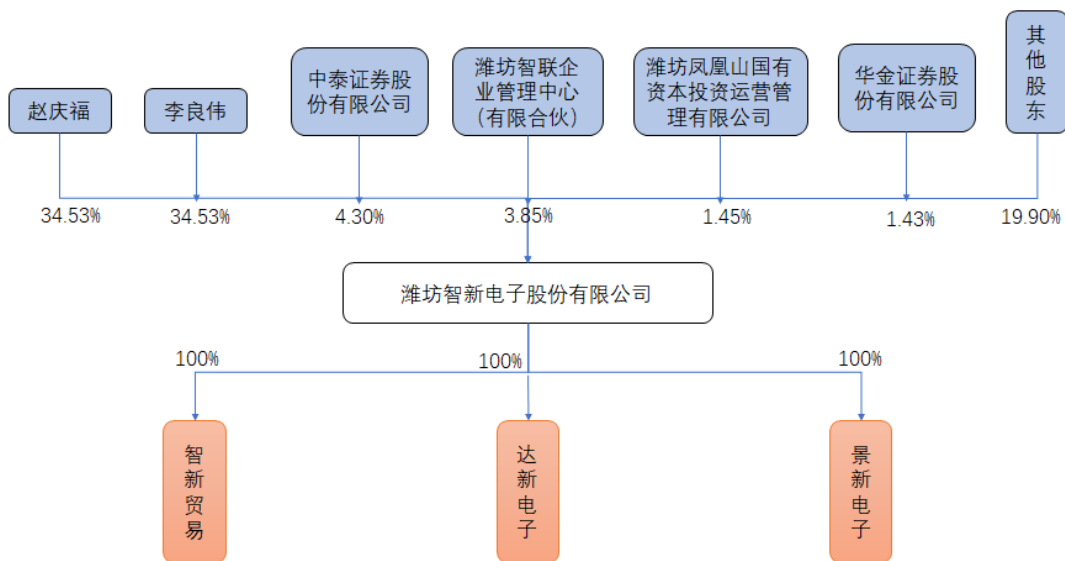 赵庆福
李良伟
中泰证券股
份有限公司
潍坊智联企
业管理中心
（有限合伙）
潍坊凤凰山国有
资本投资运营管
理有限公司
华金证券股
份有限公司
其
他
股
东
34.53%
34.53%
4.30%
3.85%
1.45%
1.43%
19.90%
潍坊智新电子股份有限公司
100%
100%
100%
智
新
贸
易
达
新
电
子
景
新
电
子